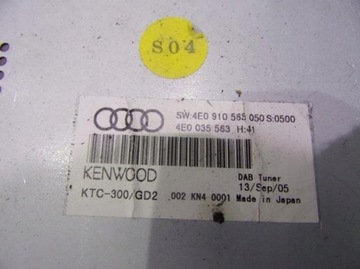 S04
SW:4E0 910 563 050 S:0500
4E0 035 563 H:41
KENWOOD
DAB Tuner
13/Sep/05
KTC-300/GD2 002 KN4 0001 Made in Japan